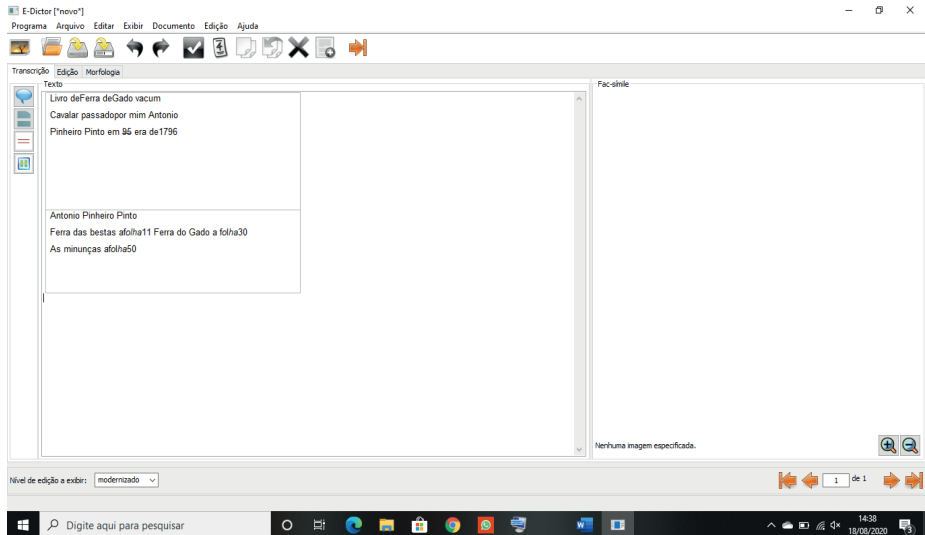 E-Dictor [*novo*]
Programa Arquivo Editar Exibir Documento Edição Ajuda
Transcrição Edição Morfologia
Texto
Fac-símile
Livro deFerra deGado vacum
Cavalar passadopor mim Antonio
Pinheiro Pinto em 95 era de1796
Antonio Pinheiro Pinto
Ferra das bestas afolha11 Ferra do Gado a folha30
As minunças afolha50
Nenhuma imagem especificada.
Nível de edição a exibir: modernizado
1 de 1
Digite aqui para pesquisar
14:38
18/08/2020
3